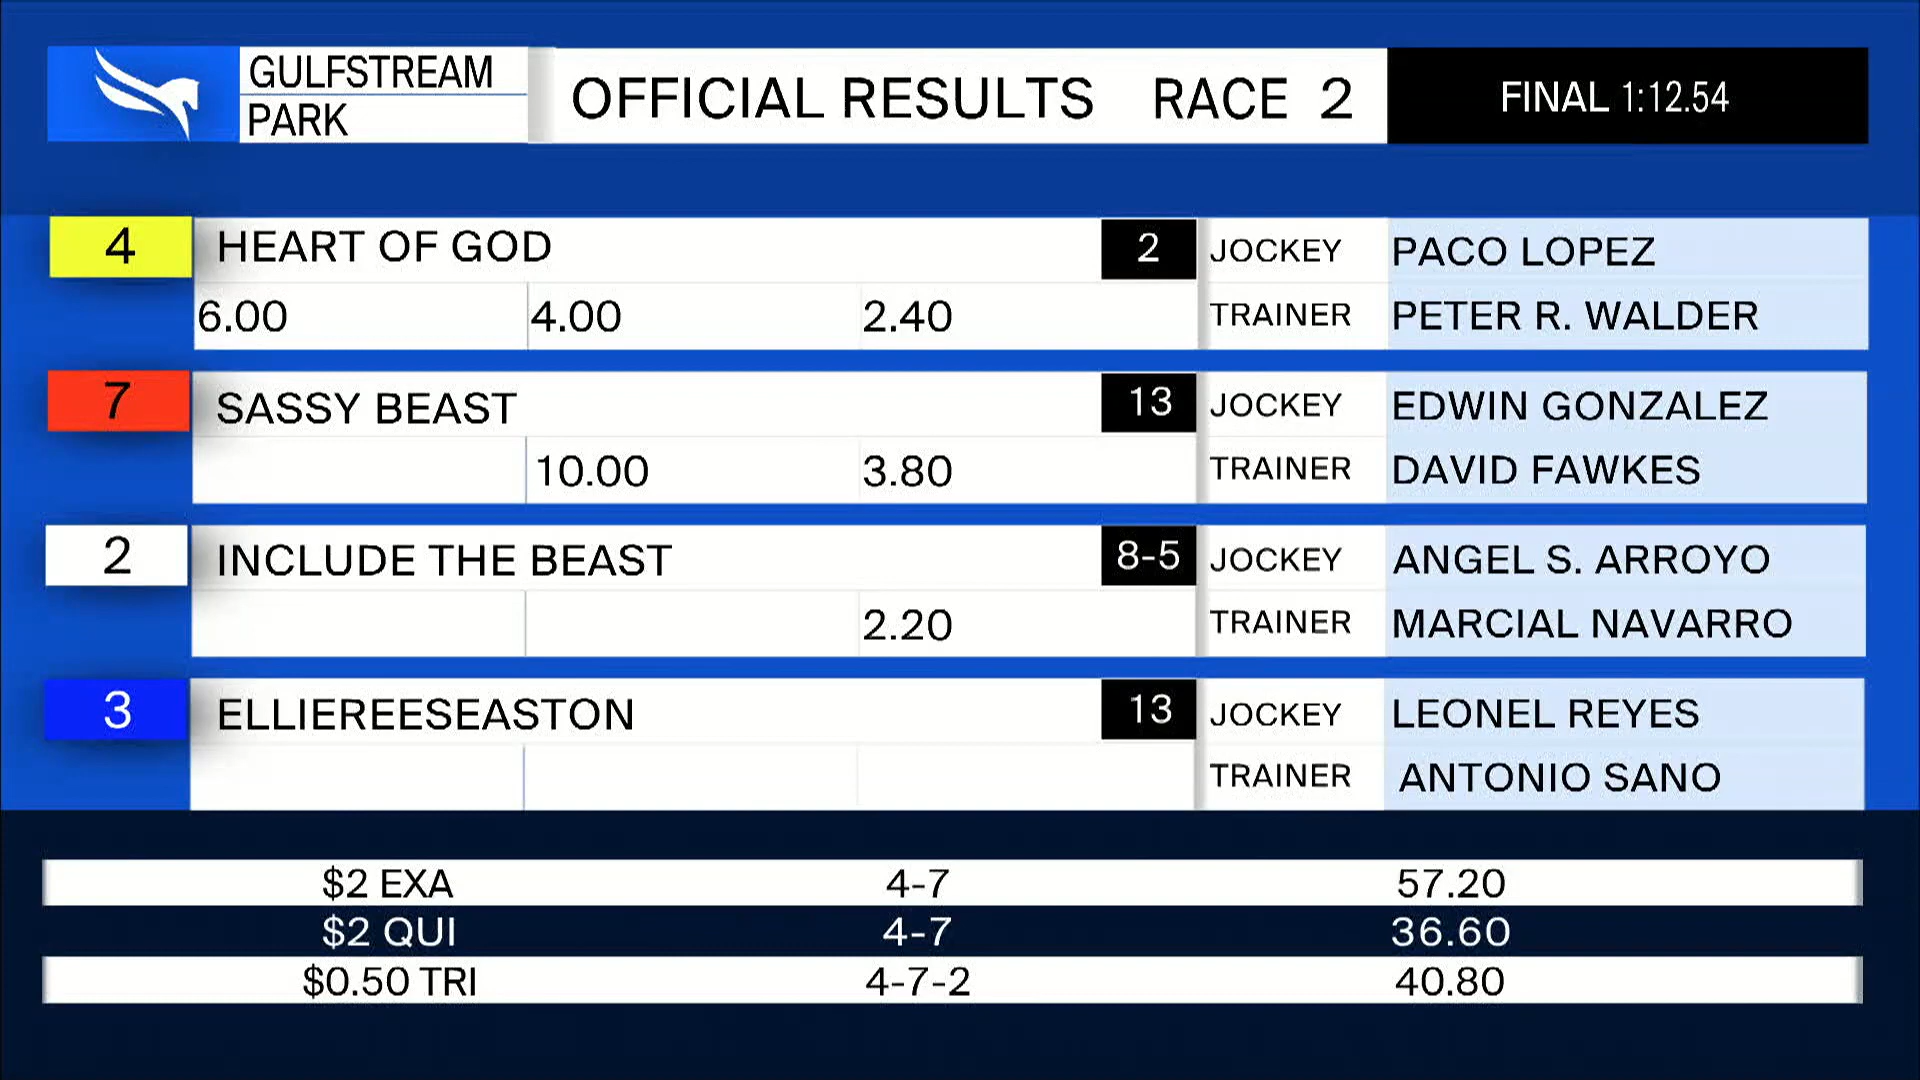 GULFSTREAM
PARK
OFFICIAL RESULTS RACE 2
FINAL 1:12.54
4 HEART OF GOD 2 JOCKEY PACO LOPEZ
6.00 4.00 2.40 TRAINER PETER R. WALDER
7 SASSY BEAST 13 JOCKEY EDWIN GONZALEZ
10.00 3.80 TRAINER DAVID FAWKES
2 INCLUDE THE BEAST 8-5 JOCKEY ANGEL S. ARROYO
2.20 TRAINER MARCIAL NAVARRO
3 ELLIEREESEASTON 13 JOCKEY LEONEL REYES
TRAINER ANTONIO SANO
$2 EXA 4-7 57.20
$2 QUI 4-7 36.60
$0.50 TRI 4-7-2 40.80